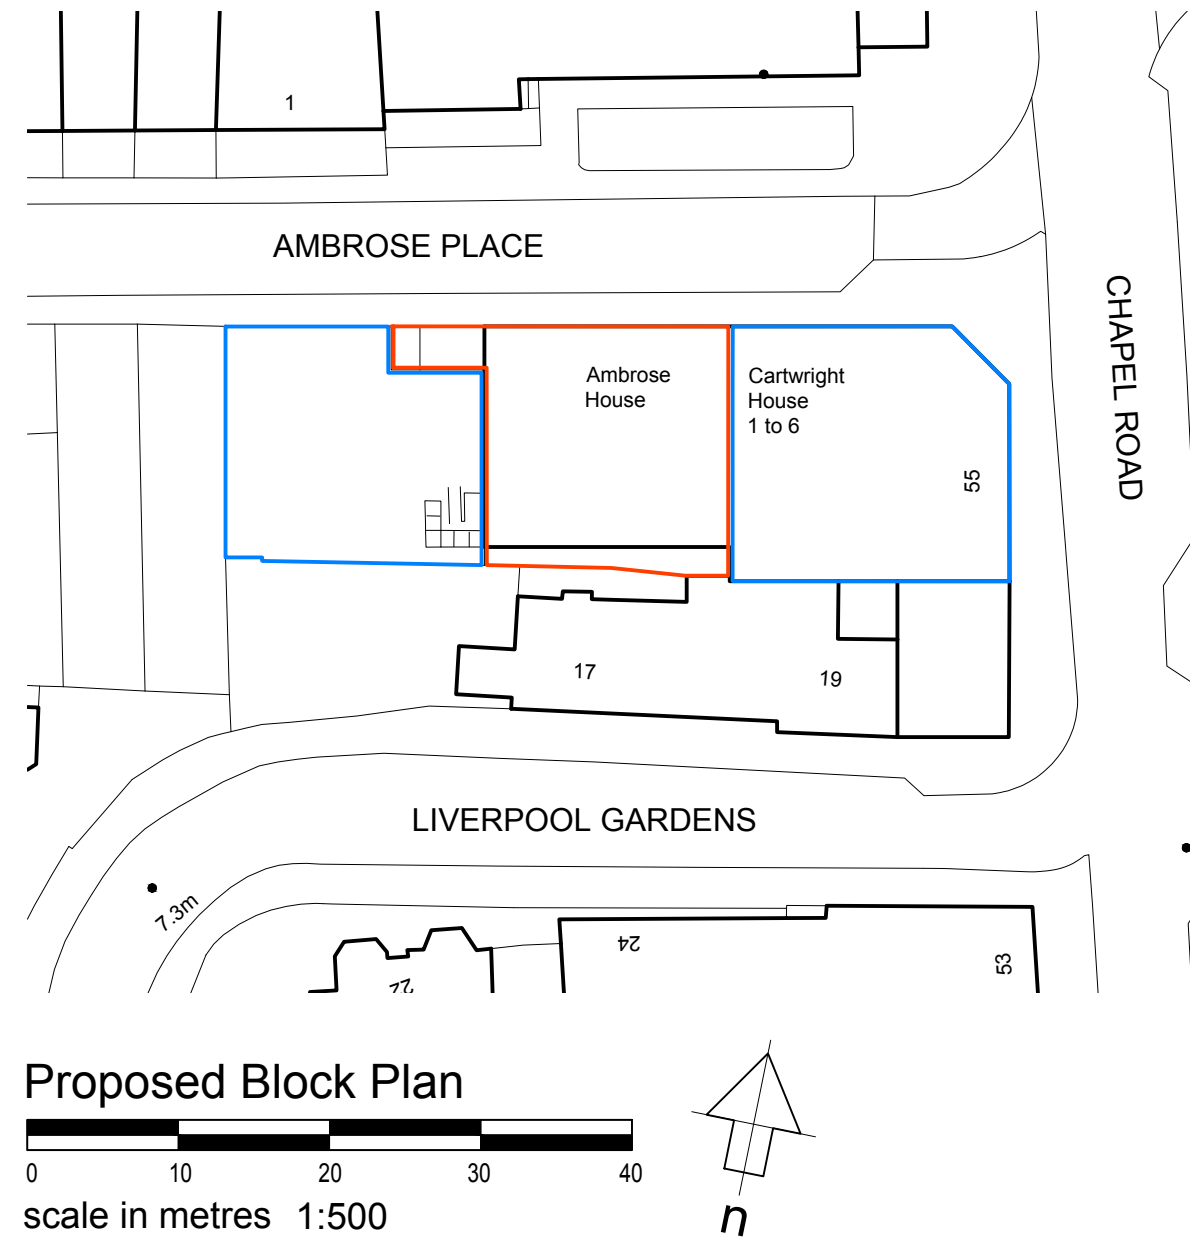 1
AMBROSE PLACE
CHAPEL ROAD
Ambrose
House
Cartwright
House
1 to 6
55
17
19
LIVERPOOL GARDENS
7.3m
24
22
53
Proposed Block Plan
0 10 20 30 40
scale in metres 1:500
n